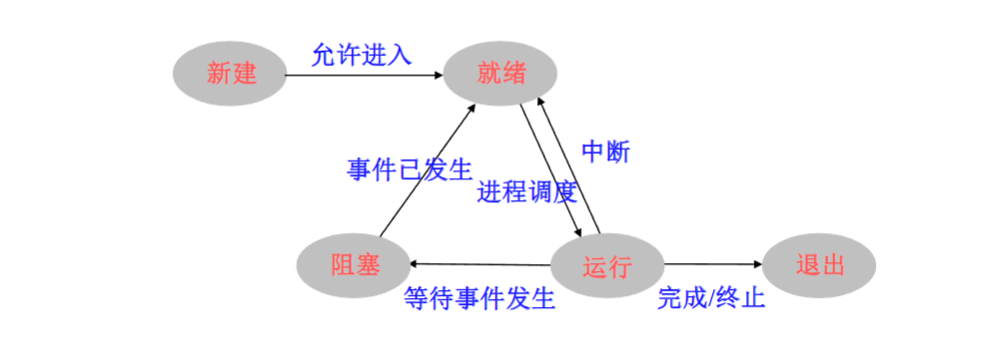 允许进入
新建
就绪
中断
事件已发生
进程调度
阻塞
运行
退出
等待事件发生
完成/终止